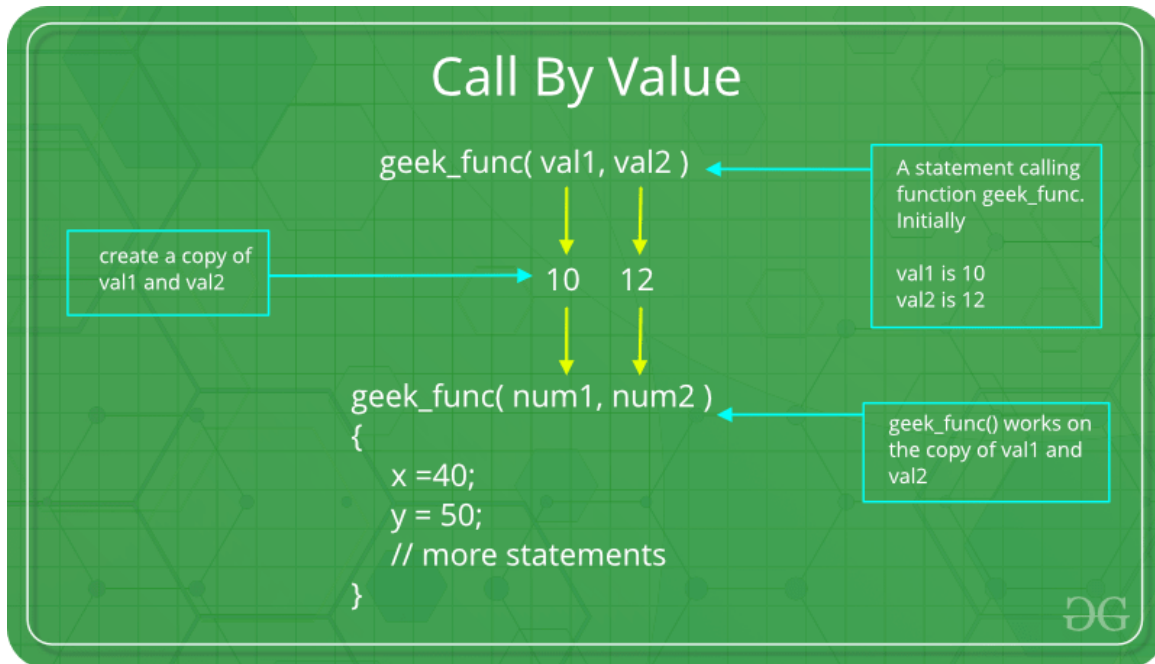 Call By Value
geek_func( val1, val2 )
A statement calling
function geek_func.
Initially
val1 is 10
val2 is 12
create a copy of
val1 and val2
10 12
geek_func( num1, num2 )
{
x =40;
y = 50;
// more statements
}
geek_func() works on
the copy of val1 and
val2